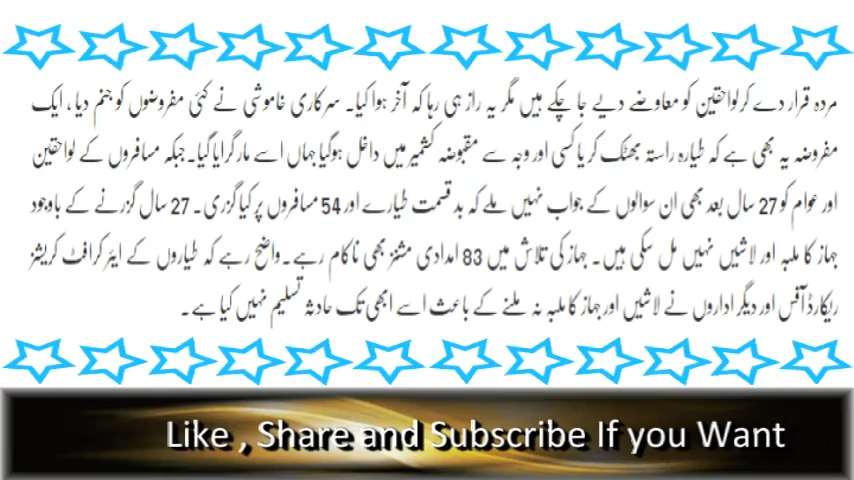 مردہ قرار دے کر لواحقین کو معاوضے دیے جا چکے ہیں مگر یہ راز ہی رہا کہ آخر ہوا کیا۔ سرکاری خاموشی نے کئی مفروضوں کو جنم دیا ، ایک
مفروضہ یہ بھی ہے کہ طیارہ راستہ بھٹک کر یا کسی اور وجہ سے مقبوضہ کشمیر میں داخل ہوگیا جہاں اسے مار گرایا گیا۔ جبکہ مسافروں کے لواحقین
اور عوام کو 27 سال بعد بھی ان سوالوں کے جواب نہیں ملے کہ بد قسمت طیارے اور 54 مسافروں پر کیا گزری۔ 27 سال گزرنے کے باوجود
جہاز کا ملبہ اور لاشیں نہیں مل سکی ہیں۔ جہاز کی تلاش میں 83 امدادی مشنز بھی ناکام رہے۔ واضح رہے کہ طیاروں کے ایئر کرافٹ کریشز
ریکارڈ آفس اور دیگر اداروں نے لاشیں اور جہاز کا ملبہ نہ ملنے کے باعث اسے ابھی تک حادثہ تسلیم نہیں کیا ہے۔
Like , Share and Subscribe If you Want